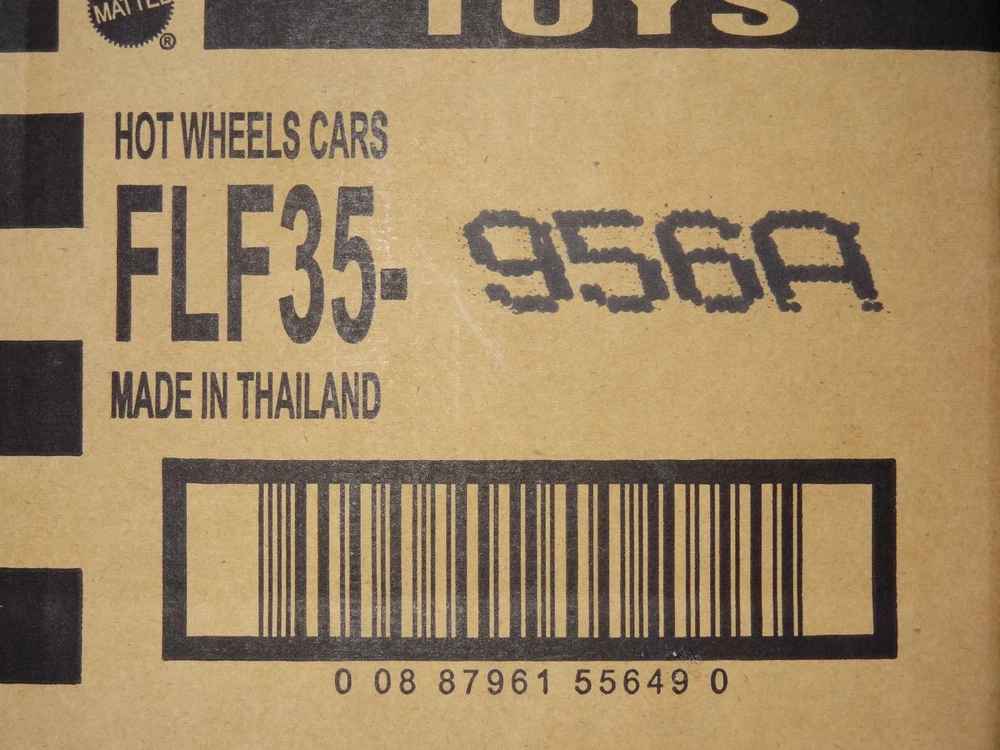 MATTEL
®
TOYS
HOT WHEELS CARS
FLF35- 956A
MADE IN THAILAND
0 08 87961 55649 0